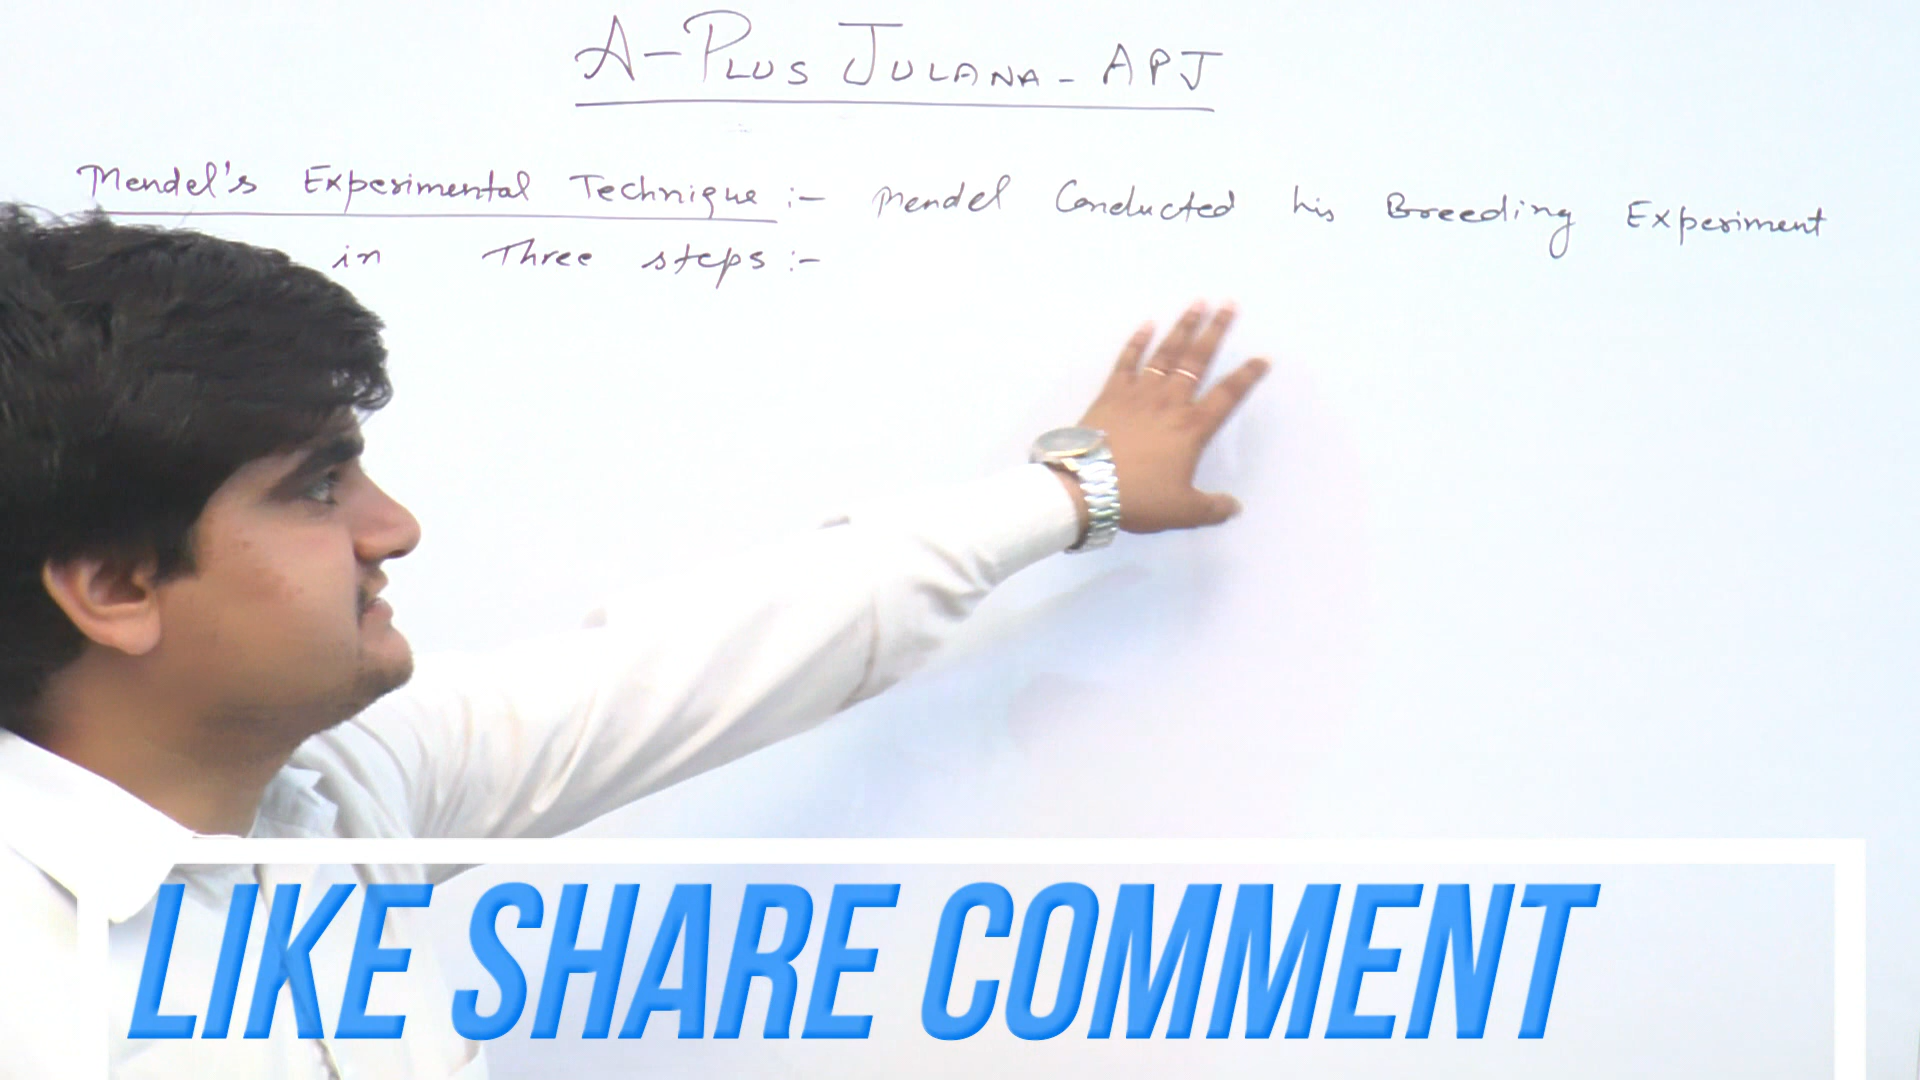 A-PLUS JULANA - APJ
Mendel's Experimental Technique :- Mendel Conducted his Breeding Experiment
in Three steps :-
LIKE SHARE COMMENT